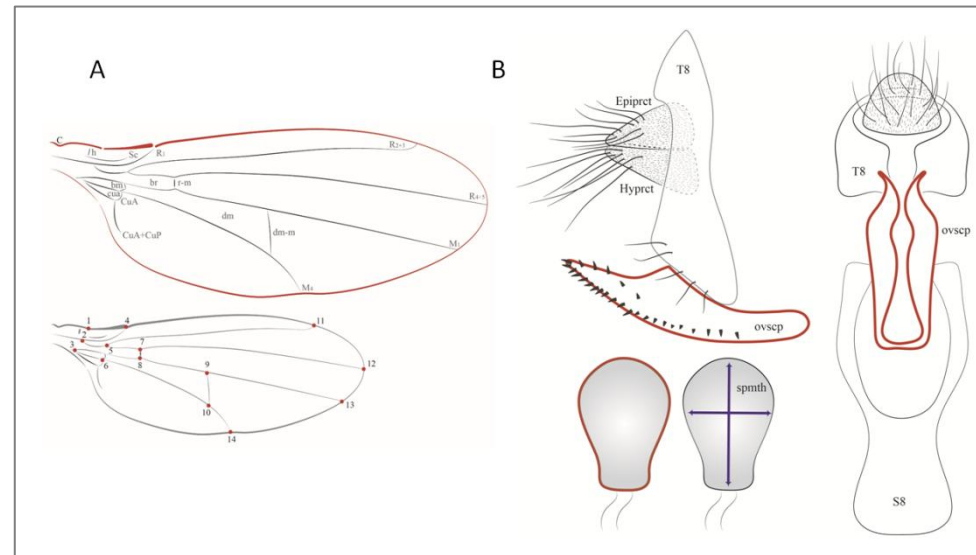 A
C
h
Sc
R₁
R₂₊₃
bm
br
r-m
cua
CuA
R₄₊₅
dm
CuA+CuP
dm-m
M₁
M₄
1
4
11
2
3
5
7
6
8
9
12
10
13
14
B
T8
Epiprct
Hyprct
ovscp
spmth
T8
ovscp
S8